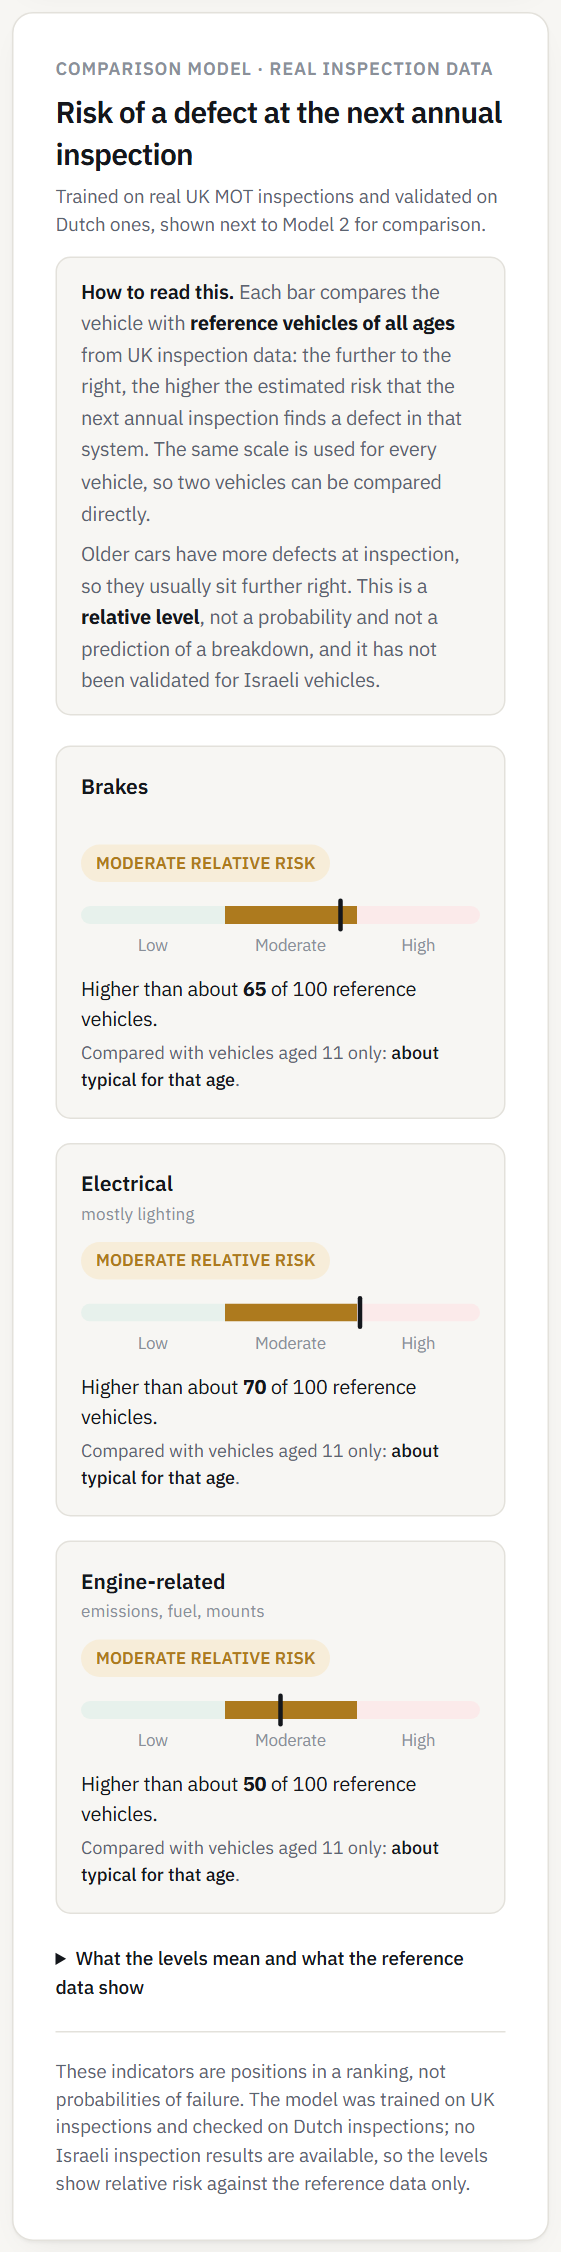 COMPARISON MODEL · REAL INSPECTION DATA
Risk of a defect at the next annual
inspection
Trained on real UK MOT inspections and validated on
Dutch ones, shown next to Model 2 for comparison.
How to read this. Each bar compares the
vehicle with reference vehicles of all ages
from UK inspection data: the further to the
right, the higher the estimated risk that the
next annual inspection finds a defect in that
system. The same scale is used for every
vehicle, so two vehicles can be compared
directly.
Older cars have more defects at inspection,
so they usually sit further right. This is a
relative level, not a probability and not a
prediction of a breakdown, and it has not
been validated for Israeli vehicles.
Brakes
MODERATE RELATIVE RISK
Low Moderate High
Higher than about 65 of 100 reference
vehicles.
Compared with vehicles aged 11 only: about
typical for that age.
Electrical
mostly lighting
MODERATE RELATIVE RISK
Low Moderate High
Higher than about 70 of 100 reference
vehicles.
Compared with vehicles aged 11 only: about
typical for that age.
Engine-related
emissions, fuel, mounts
MODERATE RELATIVE RISK
Low Moderate High
Higher than about 50 of 100 reference
vehicles.
Compared with vehicles aged 11 only: about
typical for that age.
▶ What the levels mean and what the reference
data show
These indicators are positions in a ranking, not
probabilities of failure. The model was trained on UK
inspections and checked on Dutch inspections; no
Israeli inspection results are available, so the levels
show relative risk against the reference data only.